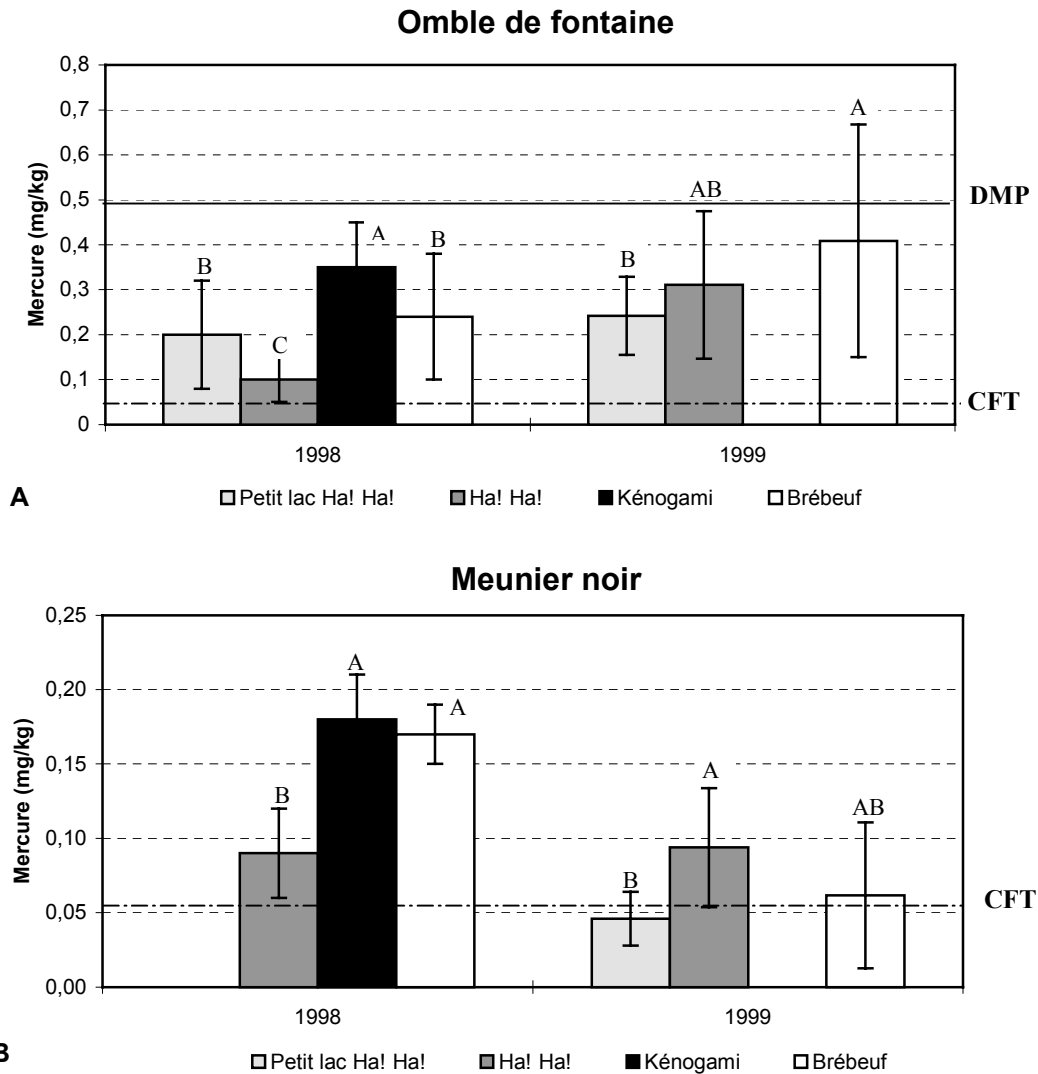 Omble de fontaine
0,8
0,7
0,6
0,5
0,4
0,3
0,2
0,1
0
Mercure (mg/kg)
B
C
A
B
B
AB
A
DMP
CFT
1998
1999
A
Petit lac Ha! Ha!
Ha! Ha!
Kénogami
Brébeuf
Meunier noir
0,25
0,20
0,15
0,10
0,05
0,00
Mercure (mg/kg)
B
A
A
B
A
AB
CFT
1998
1999
B
Petit lac Ha! Ha!
Ha! Ha!
Kénogami
Brébeuf